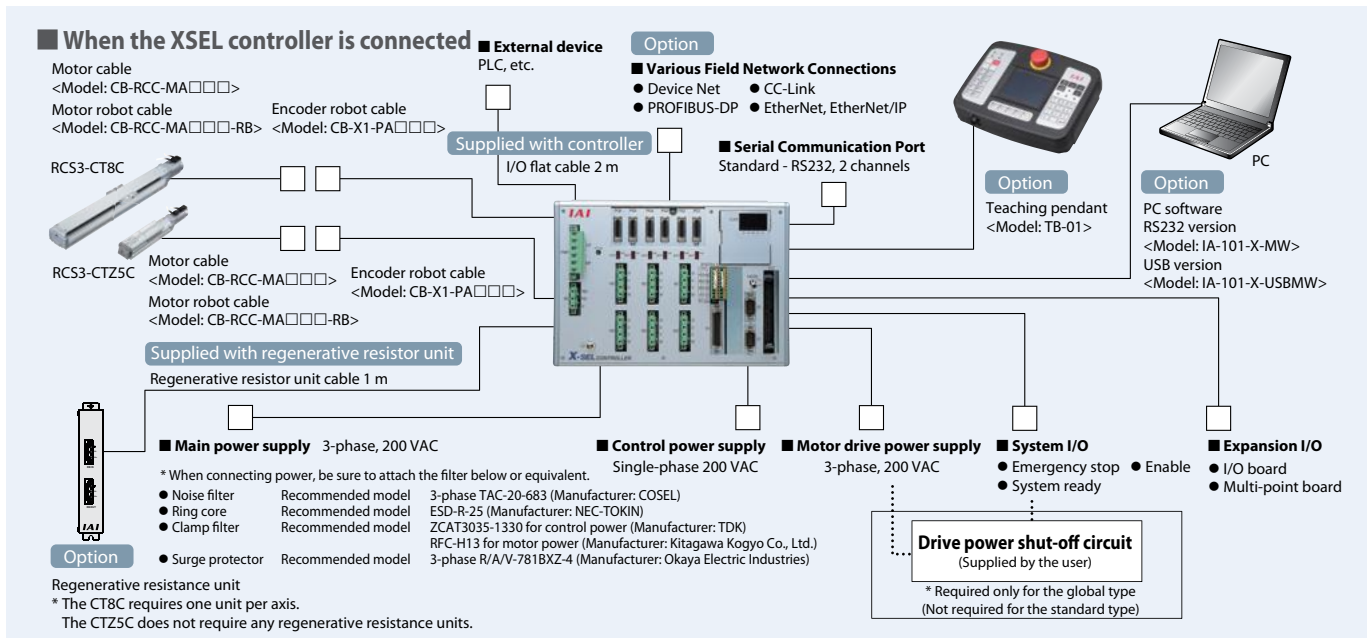 ■ When the XSEL controller is connected
Motor cable
<Model: CB-RCC-MA□□□>
Motor robot cable
<Model: CB-RCC-MA□□□-RB>
Encoder robot cable
<Model: CB-X1-PA□□□>
■ External device
PLC, etc.
Supplied with controller
I/O flat cable 2 m
Option
■ Various Field Network Connections
● Device Net ● CC-Link
● PROFIBUS-DP ● EtherNet, EtherNet/IP
■ Serial Communication Port
Standard - RS232, 2 channels
IAI
Option
Teaching pendant
<Model: TB-01>
PC
Option
PC software
RS232 version
<Model: IA-101-X-MW>
USB version
<Model: IA-101-X-USBMW>
RCS3-CT8C
RCS3-CTZ5C
Motor cable
<Model: CB-RCC-MA□□□>
Motor robot cable
<Model: CB-RCC-MA□□□-RB>
Encoder robot cable
<Model: CB-X1-PA□□□>
IAI
X-SEL CONTROLLER
Supplied with regenerative resistor unit
Regenerative resistor unit cable 1 m
IAI
■ Main power supply 3-phase, 200 VAC
* When connecting power, be sure to attach the filter below or equivalent.
● Noise filter Recommended model 3-phase TAC-20-683 (Manufacturer: COSEL)
● Ring core Recommended model ESD-R-25 (Manufacturer: NEC-TOKIN)
● Clamp filter Recommended model ZCAT3035-1330 for control power (Manufacturer: TDK)
RFC-H13 for motor power (Manufacturer: Kitagawa Kogyo Co., Ltd.)
● Surge protector Recommended model 3-phase R/A/V-781BXZ-4 (Manufacturer: Okaya Electric Industries)
■ Control power supply
Single-phase 200 VAC
■ Motor drive power supply
3-phase, 200 VAC
■ System I/O
● Emergency stop ● Enable
● System ready
■ Expansion I/O
● I/O board
● Multi-point board
Drive power shut-off circuit
(Supplied by the user)
* Required only for the global type
(Not required for the standard type)
Option
Regenerative resistance unit
* The CT8C requires one unit per axis.
The CTZ5C does not require any regenerative resistance units.